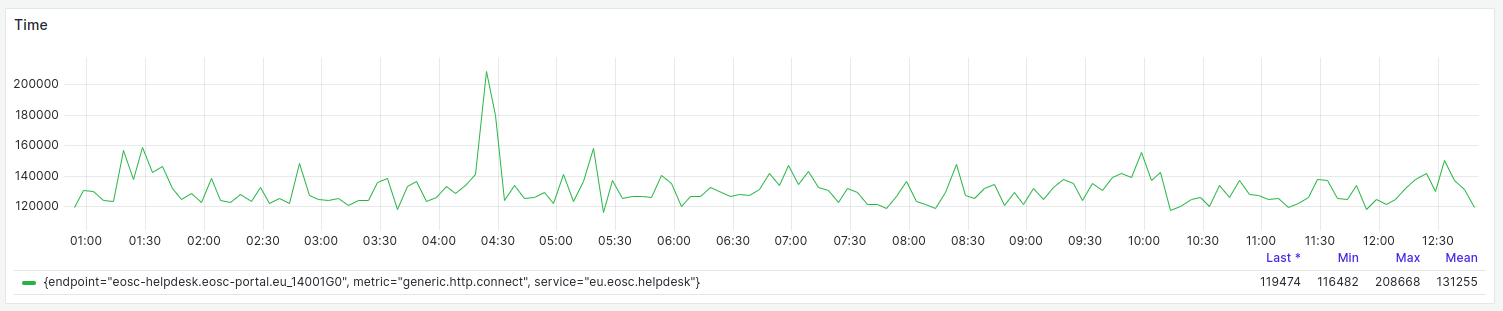 Time
200000
180000
160000
140000
120000
01:00 01:30 02:00 02:30 03:00 03:30 04:00 04:30 05:00 05:30 06:00 06:30 07:00 07:30 08:00 08:30 09:00 09:30 10:00 10:30 11:00 11:30 12:00 12:30
Last * Min Max Mean
{endpoint="eosc-helpdesk.eosc-portal.eu_14001G0", metric="generic.http.connect", service="eu.eosc.helpdesk"} 119474 116482 208668 131255